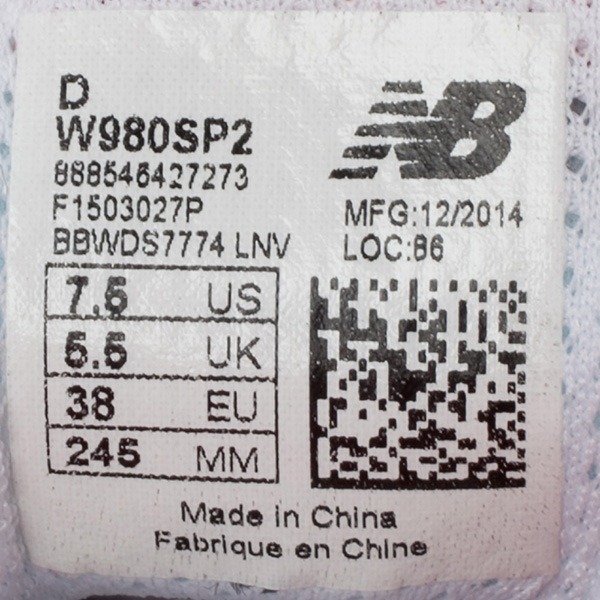 D
W980SP2
NB
888546427273
F1503027P
MFG:12/2014
BBWDS7774 LNV
LOC:86
7.5 US
5.5 UK
38 EU
245 MM
Made in China
Fabrique en Chine